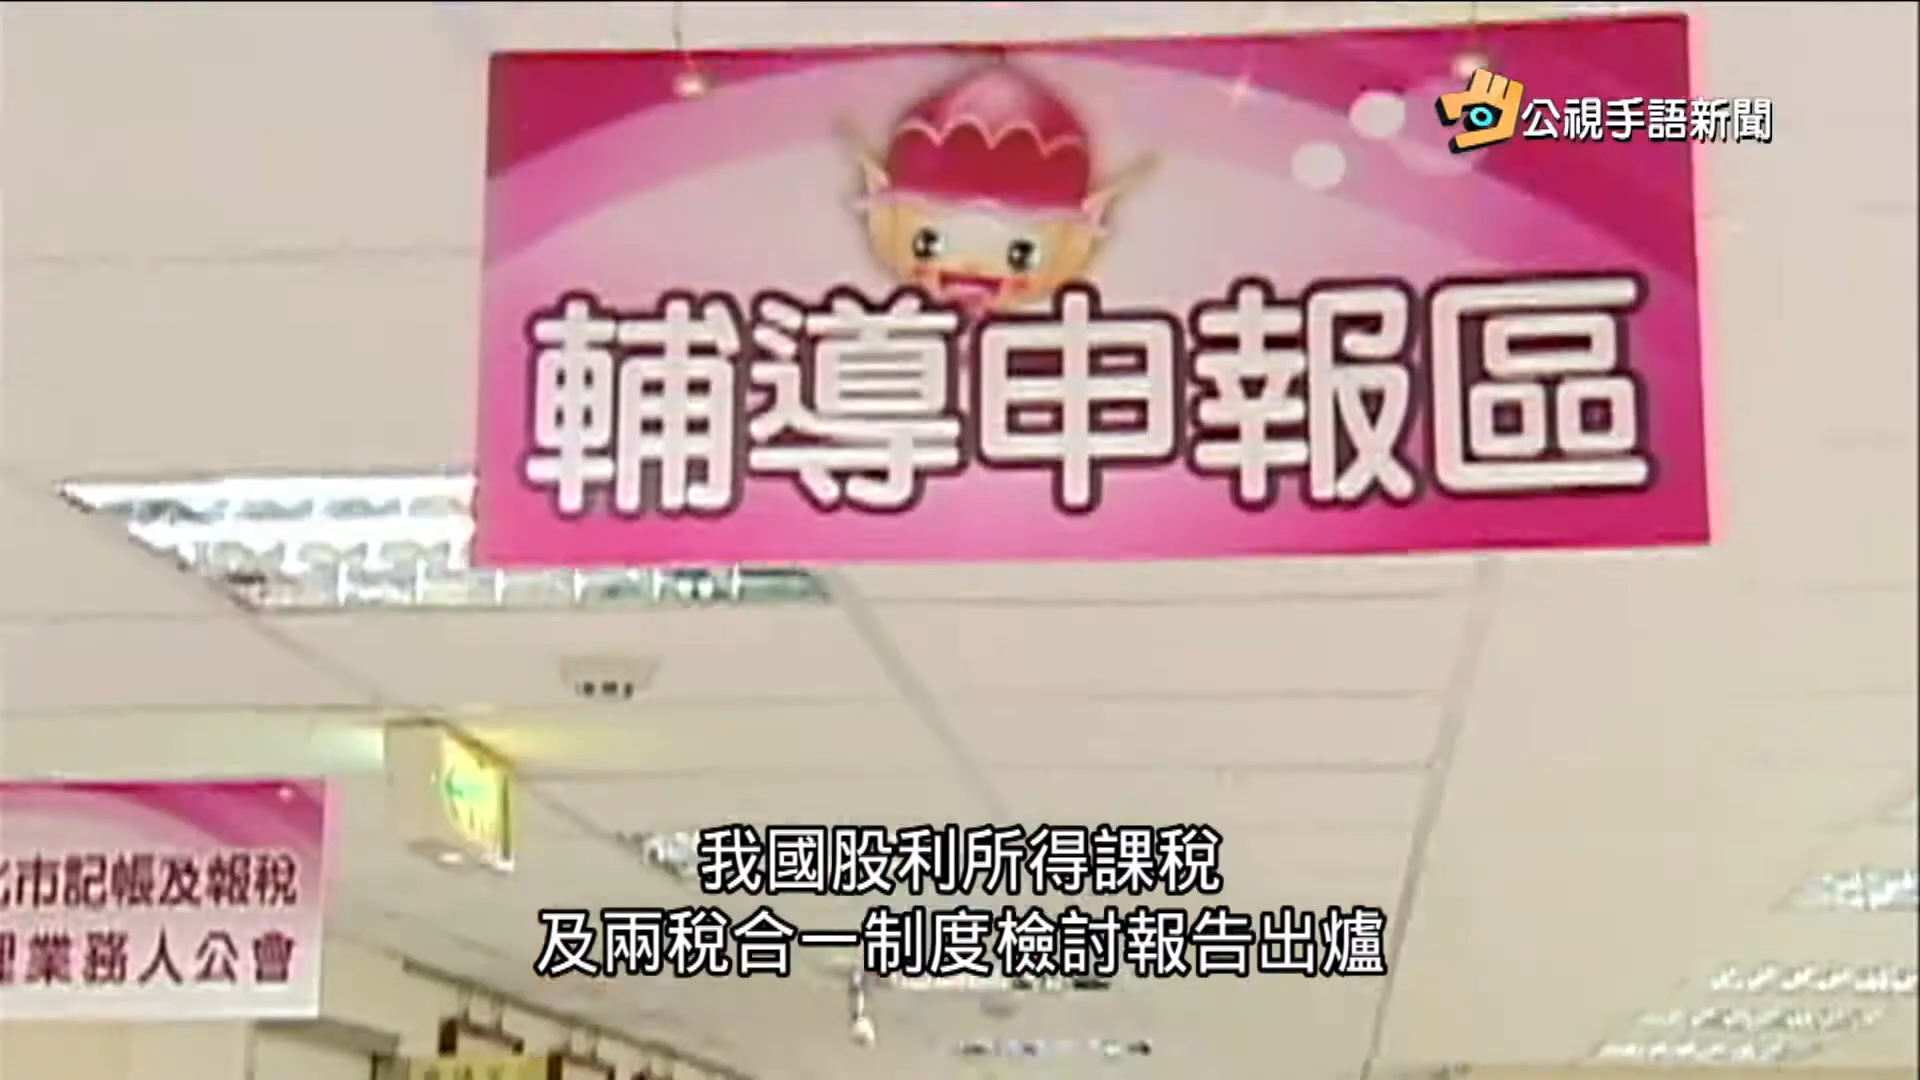 公視手語新聞
輔導申報區
市記帳及報稅
理業務人公會
我國股利所得課稅
及兩稅合一制度檢討報告出爐